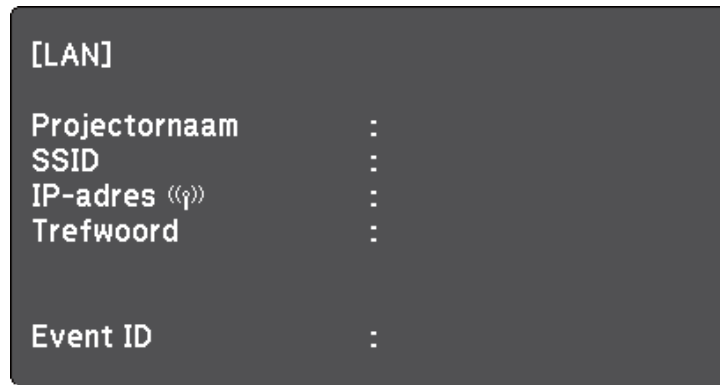 [LAN]
Projectornaam :
SSID :
IP-adres :
Trefwoord :
Event ID :